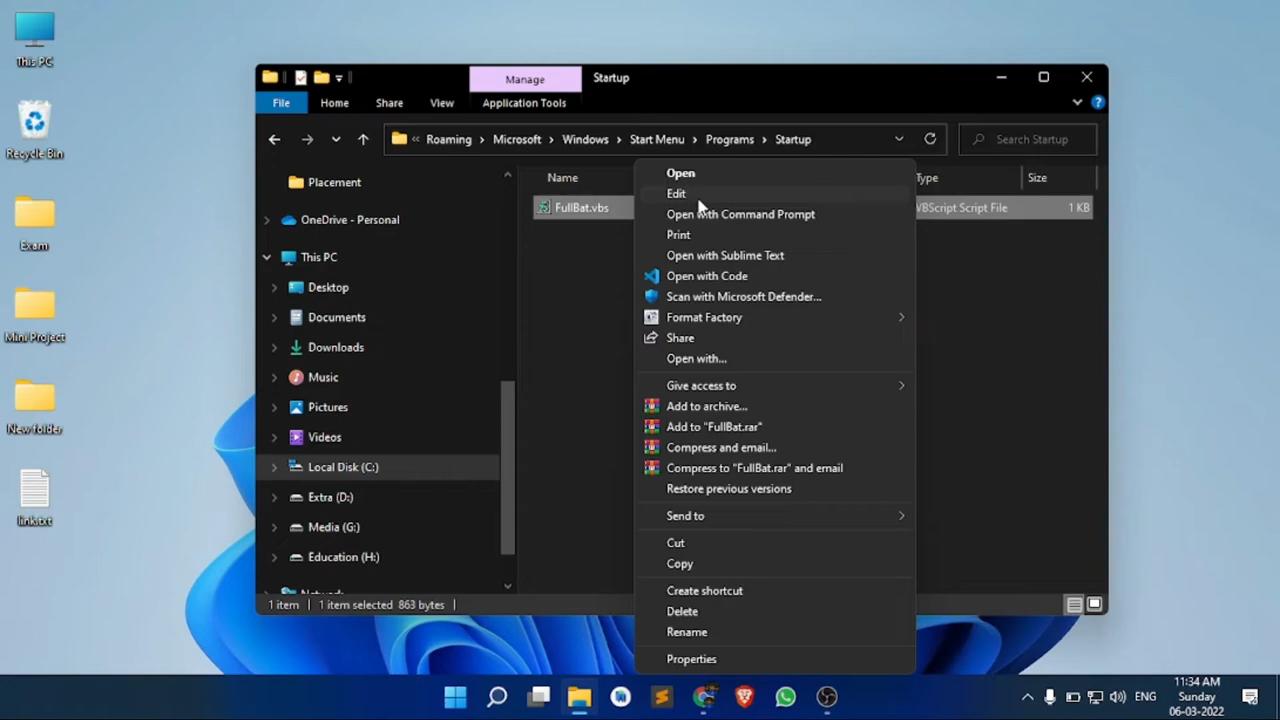 This PC
Recycle Bin
Exam
Mini Project
New folder
link.txt
Manage
Startup
File
Home
Share
View
Application Tools
« Roaming > Microsoft > Windows > Start Menu > Programs > Startup
Search Startup
Placement
OneDrive - Personal
This PC
Desktop
Documents
Downloads
Music
Pictures
Videos
Local Disk (C:)
Extra (D:)
Media (G:)
Education (H:)
Network
Name
Type
Size
FullBat.vbs
VBScript Script File
1 KB
Open
Edit
Open with Command Prompt
Print
Open with Sublime Text
Open with Code
Scan with Microsoft Defender...
Format Factory
Share
Open with...
Give access to
Add to archive...
Add to "FullBat.rar"
Compress and email...
Compress to "FullBat.rar" and email
Restore previous versions
Send to
Cut
Copy
Create shortcut
Delete
Rename
Properties
1 item
1 item selected 863 bytes
ENG
11:34 AM
Sunday
06-03-2022